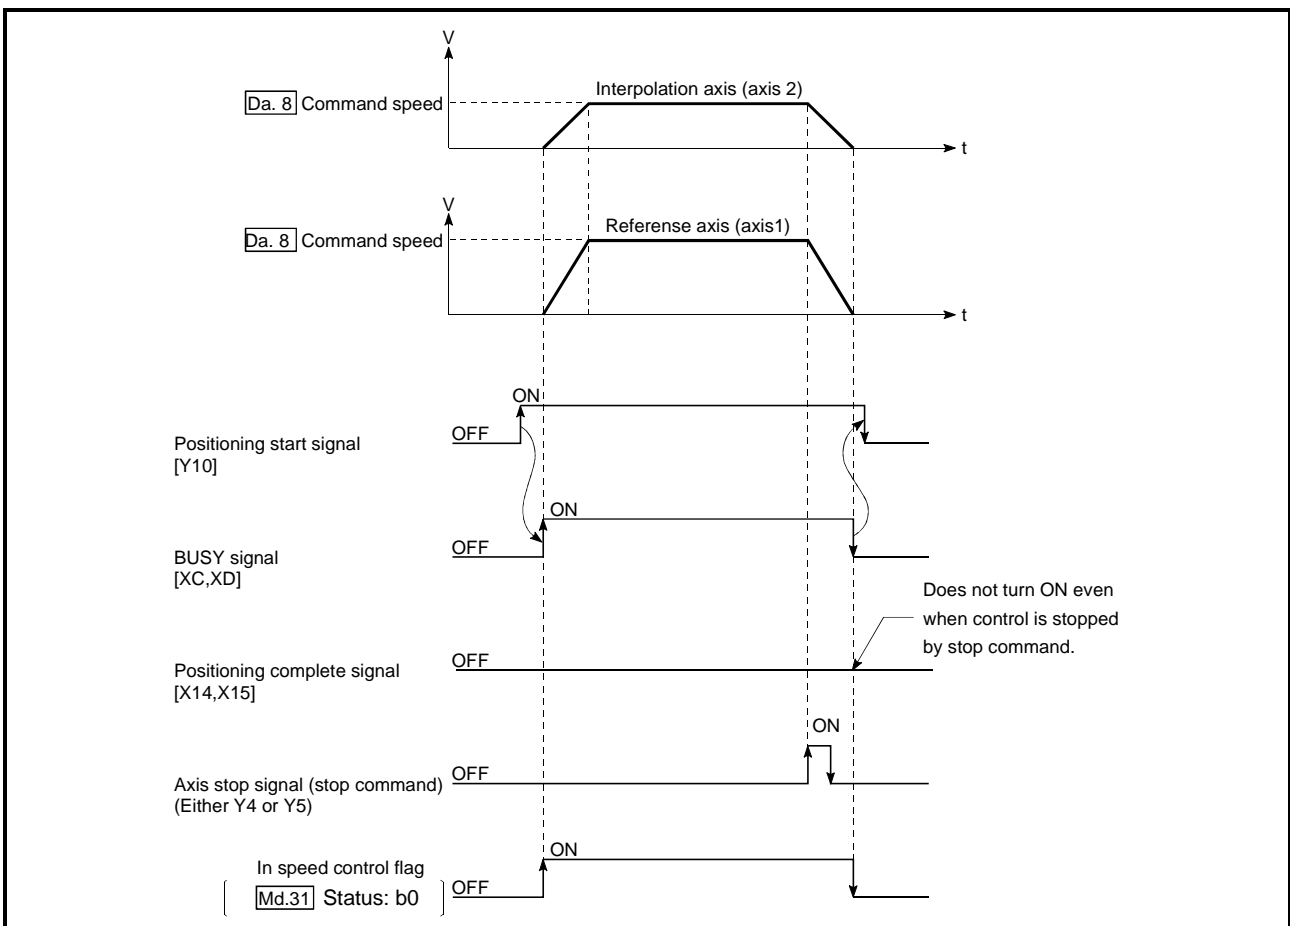 V
Interpolation axis (axis 2)
Da. 8 Command speed
t
V
Referense axis (axis1)
Da. 8 Command speed
t
ON
OFF
Positioning start signal
[Y10]
ON
OFF
BUSY signal
[XC,XD]
Does not turn ON even
when control is stopped
by stop command.
OFF
Positioning complete signal
[X14,X15]
ON
OFF
Axis stop signal (stop command)
(Either Y4 or Y5)
ON
In speed control flag
OFF
Md.31 Status: b0